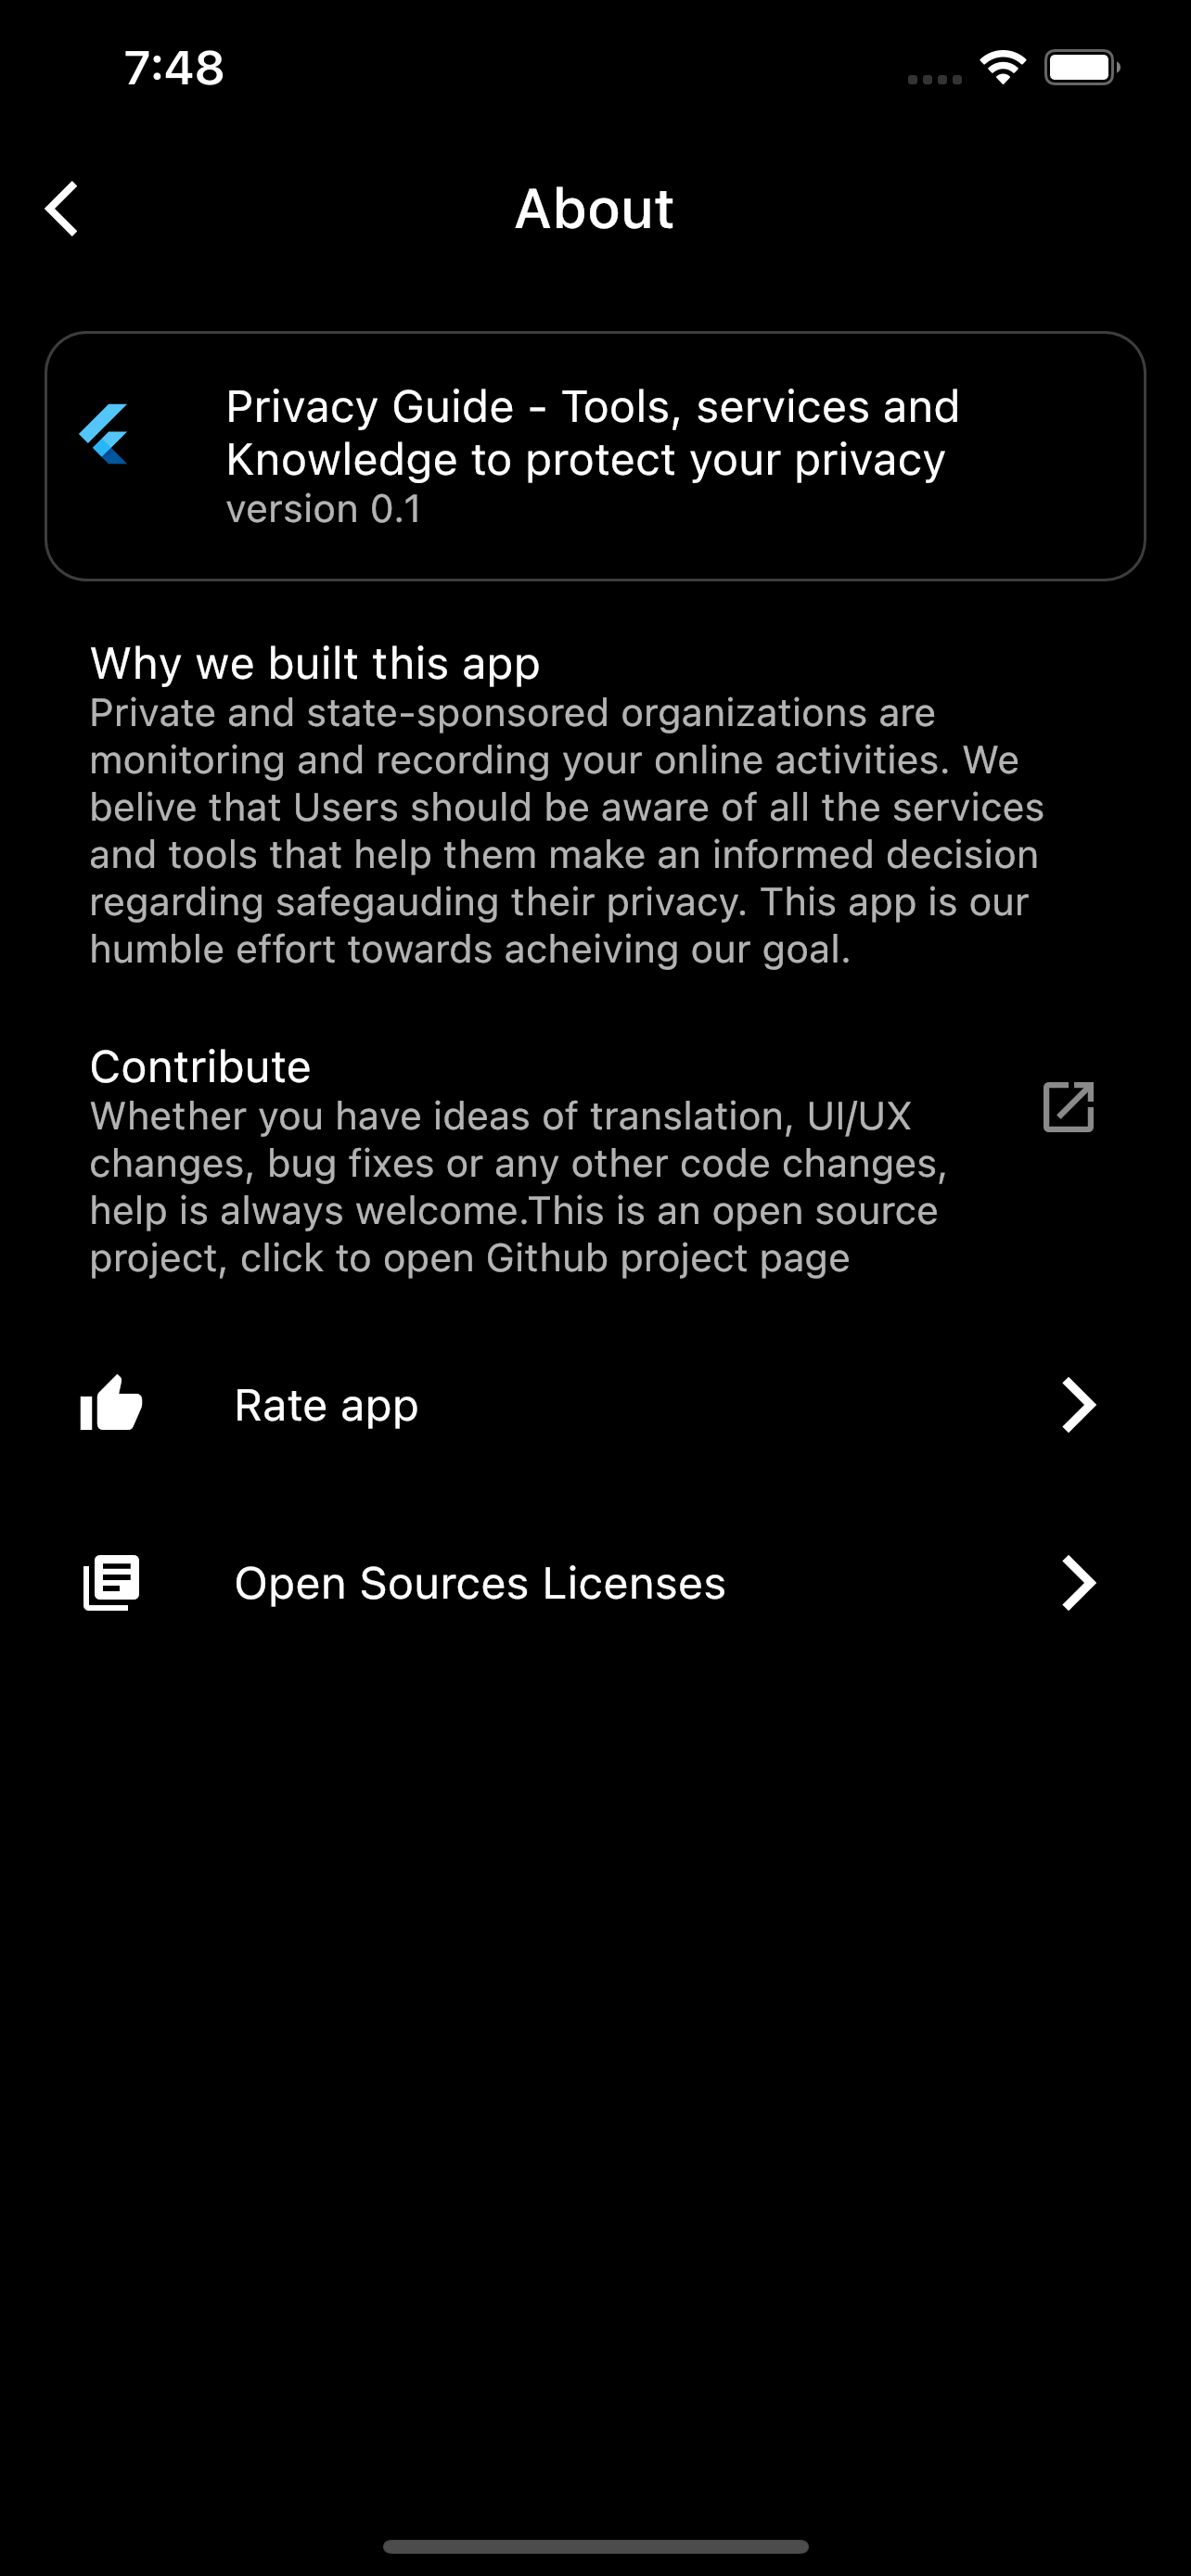 7:48
About
Privacy Guide - Tools, services and
Knowledge to protect your privacy
version 0.1
Why we built this app
Private and state-sponsored organizations are
monitoring and recording your online activities. We
belive that Users should be aware of all the services
and tools that help them make an informed decision
regarding safegauding their privacy. This app is our
humble effort towards acheiving our goal.
Contribute
Whether you have ideas of translation, UI/UX
changes, bug fixes or any other code changes,
help is always welcome.This is an open source
project, click to open Github project page
Rate app
Open Sources Licenses